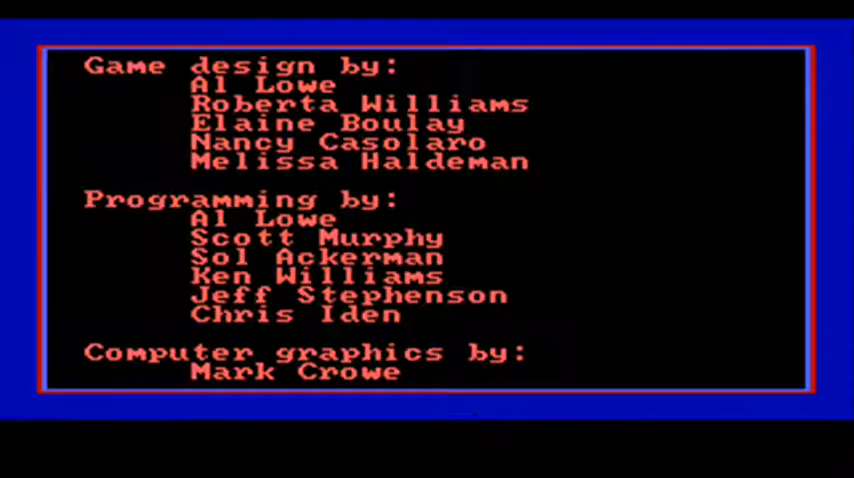 Game design by:
Al Lowe
Roberta Williams
Elaine Boulay
Nancy Casolaro
Melissa Haldeman
Programming by:
Al Lowe
Scott Murphy
Sol Ackerman
Ken Williams
Jeff Stephenson
Chris Iden
Computer graphics by:
Mark Crowe